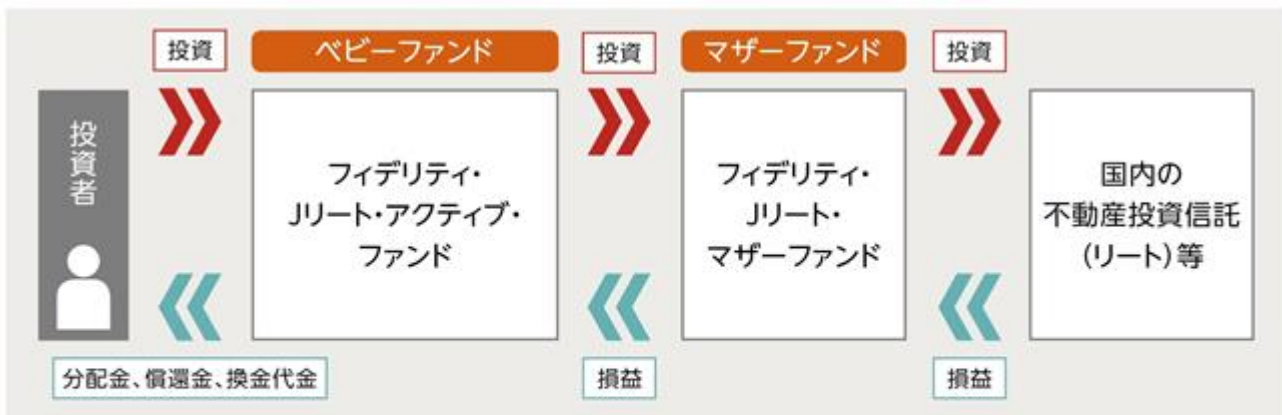 投資
ベビーファンド
投資
マザーファンド
投資
投資者
フィデリティ・
Jリート・アクティブ・
ファンド
フィデリティ・
Jリート・
マザーファンド
国内の
不動産投資信託
(リート)等
分配金、償還金、換金代金
損益
損益